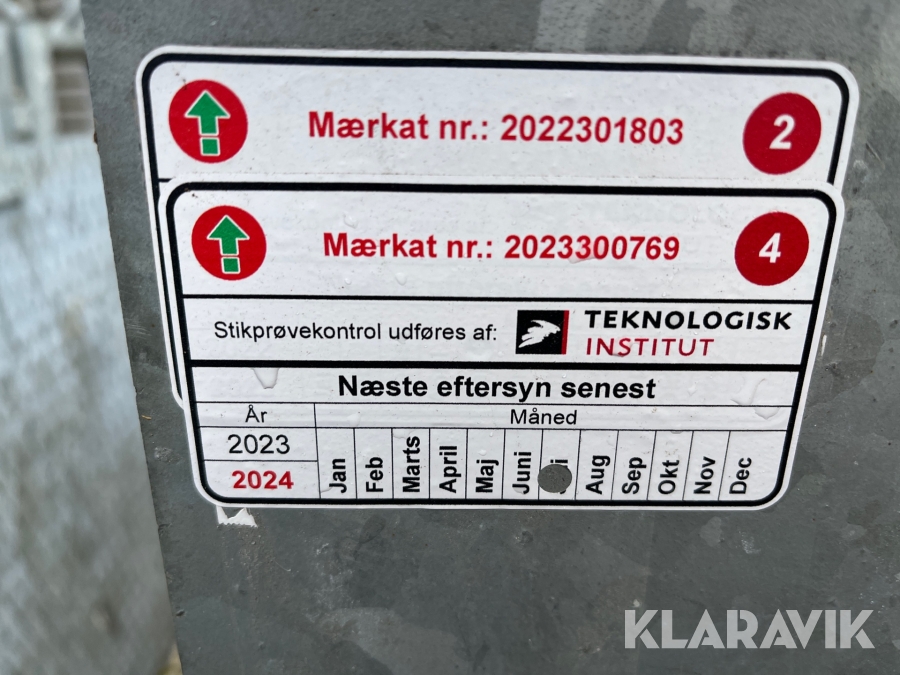 Mærkat nr.: 2022301803
2
Mærkat nr.: 2023300769
4
Stikprøvekontrol udføres af: TEKNOLOGISK
INSTITUT
Næste eftersyn senest
År Måned
2023
2024
Jan Feb Marts April Maj Juni Aug Sep Okt Nov Dec
KLARAVIK